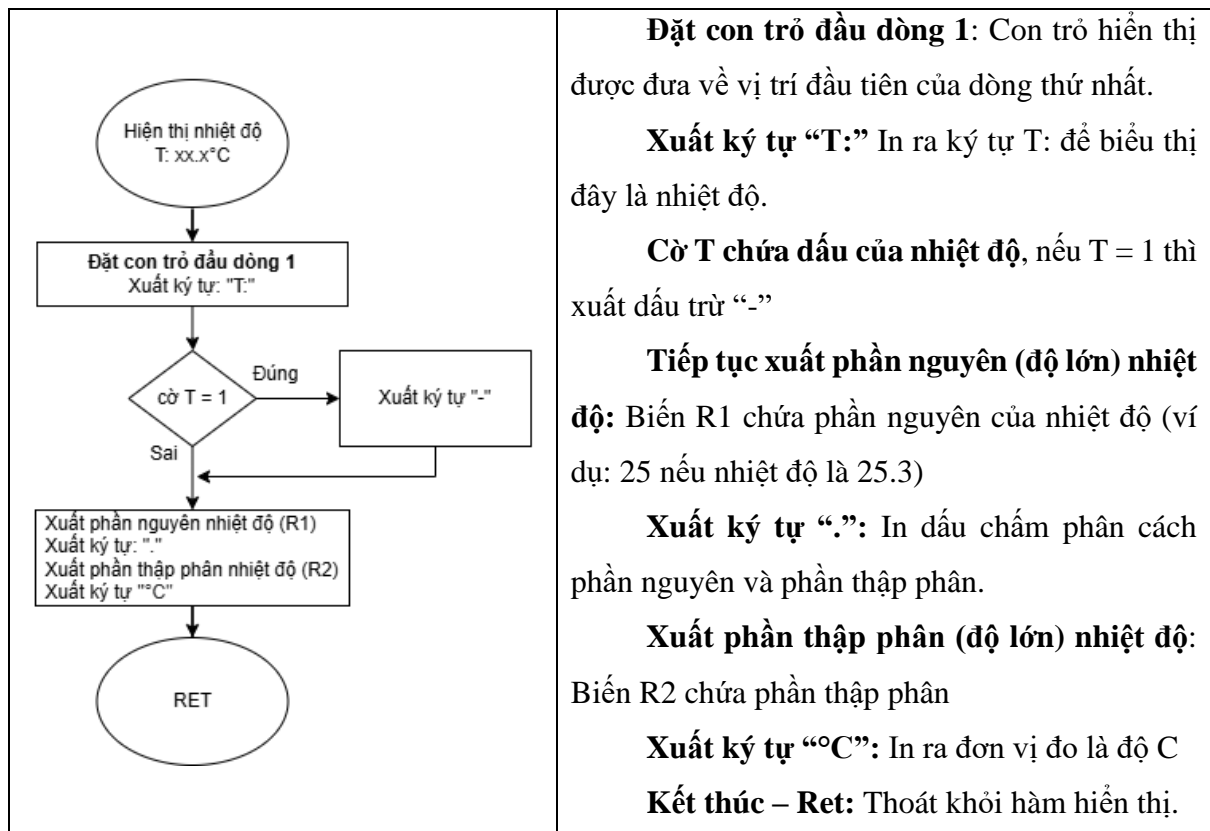 Hiện thị nhiệt độ
T: xx.x°C
Đặt con trỏ đầu dòng 1
Xuất ký tự: "T:"
cờ T = 1
Đúng
Xuất ký tự "-"
Sai
Xuất phần nguyên nhiệt độ (R1)
Xuất ký tự: "."
Xuất phần thập phân nhiệt độ (R2)
Xuất ký tự "°C"
RET
Đặt con trỏ đầu dòng 1: Con trỏ hiển thị
được đưa về vị trí đầu tiên của dòng thứ nhất.
Xuất ký tự “T:” In ra ký tự T: để biểu thị
đây là nhiệt độ.
Cờ T chứa dấu của nhiệt độ, nếu T = 1 thì
xuất dấu trừ “-”
Tiếp tục xuất phần nguyên (độ lớn) nhiệt
độ: Biến R1 chứa phần nguyên của nhiệt độ (ví
dụ: 25 nếu nhiệt độ là 25.3)
Xuất ký tự “.”: In dấu chấm phân cách
phần nguyên và phần thập phân.
Xuất phần thập phân (độ lớn) nhiệt độ:
Biến R2 chứa phần thập phân
Xuất ký tự “°C”: In ra đơn vị đo là độ C
Kết thúc – Ret: Thoát khỏi hàm hiển thị.